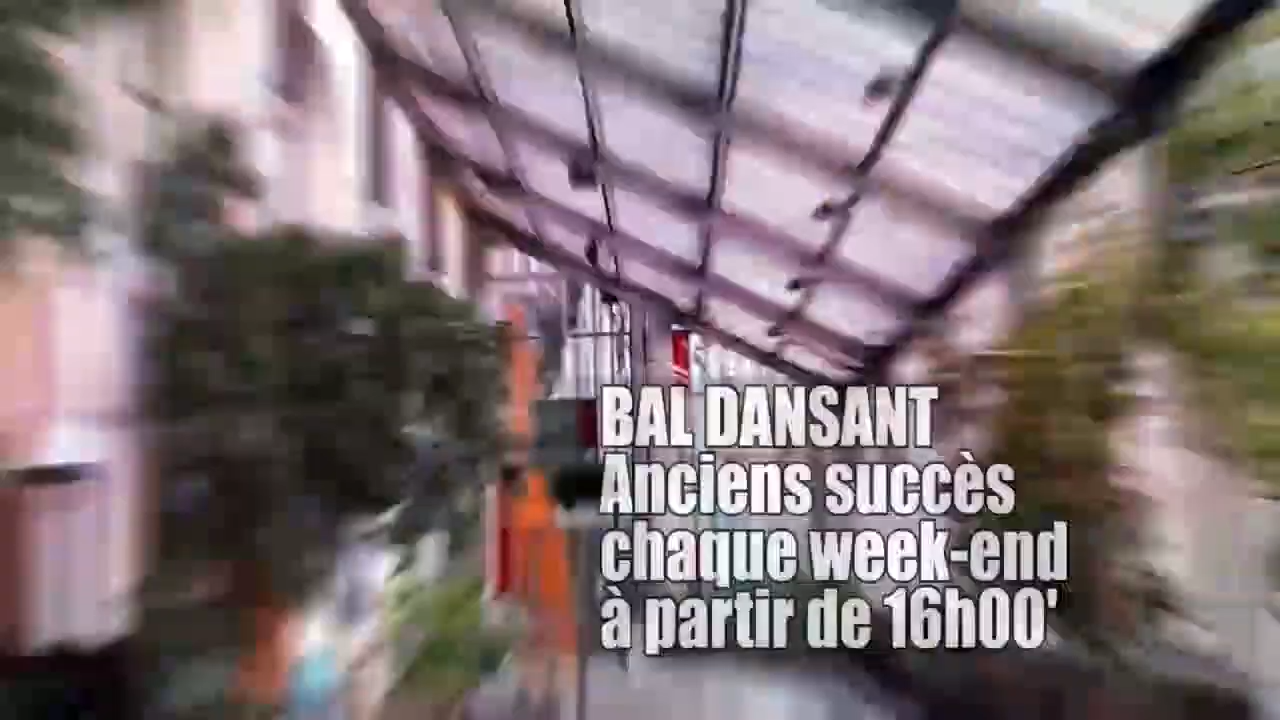 BAL DANSANT
Anciens succès
chaque week-end
à partir de 16h00'